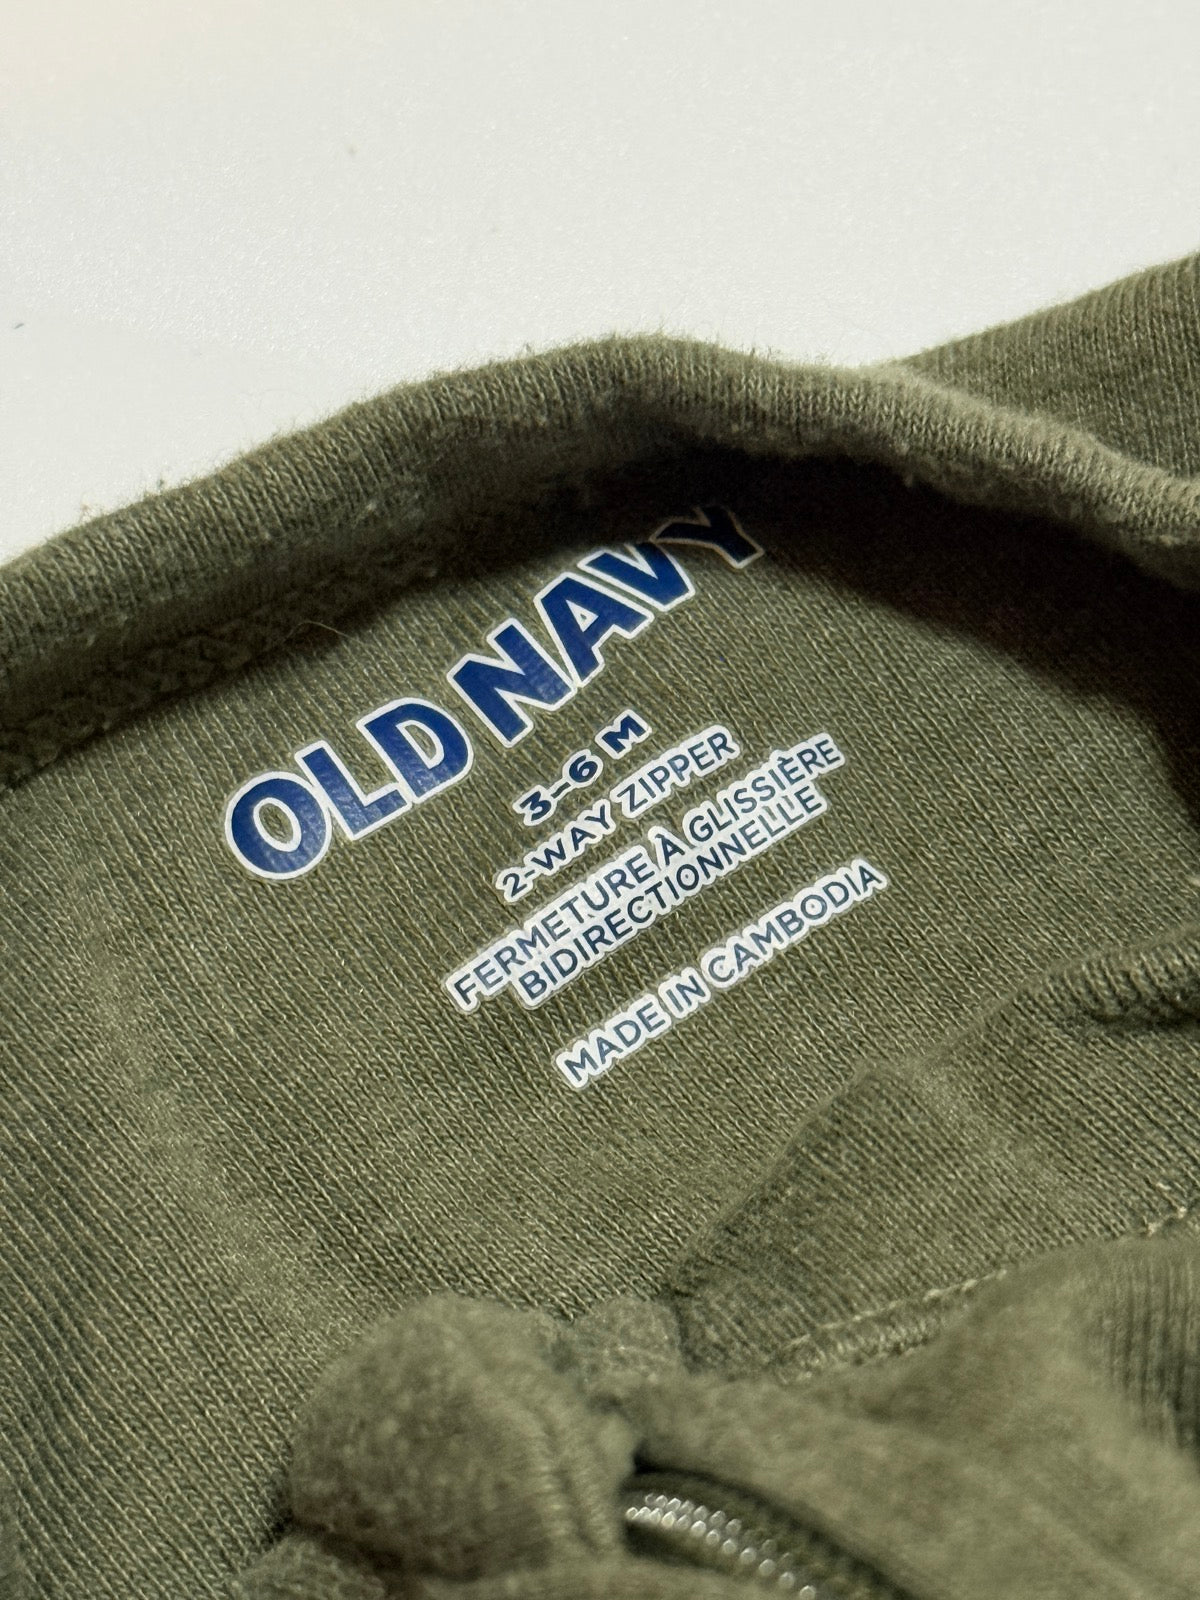 OLD NAVY
3-6 M
2-WAY ZIPPER
FERMETURE À GLISSIÈRE
BIDIRECTIONNELLE
MADE IN CAMBODIA